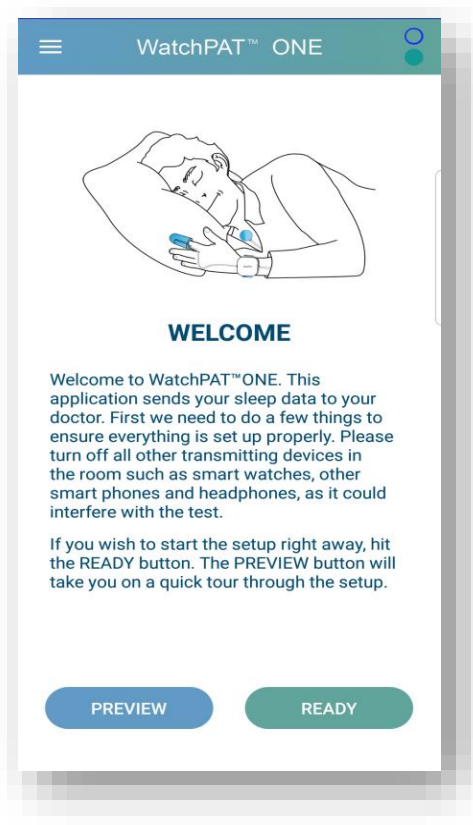 WatchPAT™ ONE
WELCOME
Welcome to WatchPAT™ONE. This
application sends your sleep data to your
doctor. First we need to do a few things to
ensure everything is set up properly. Please
turn off all other transmitting devices in
the room such as smart watches, other
smart phones and headphones, as it could
interfere with the test.
If you wish to start the setup right away, hit
the READY button. The PREVIEW button will
take you on a quick tour through the setup.
PREVIEW READY